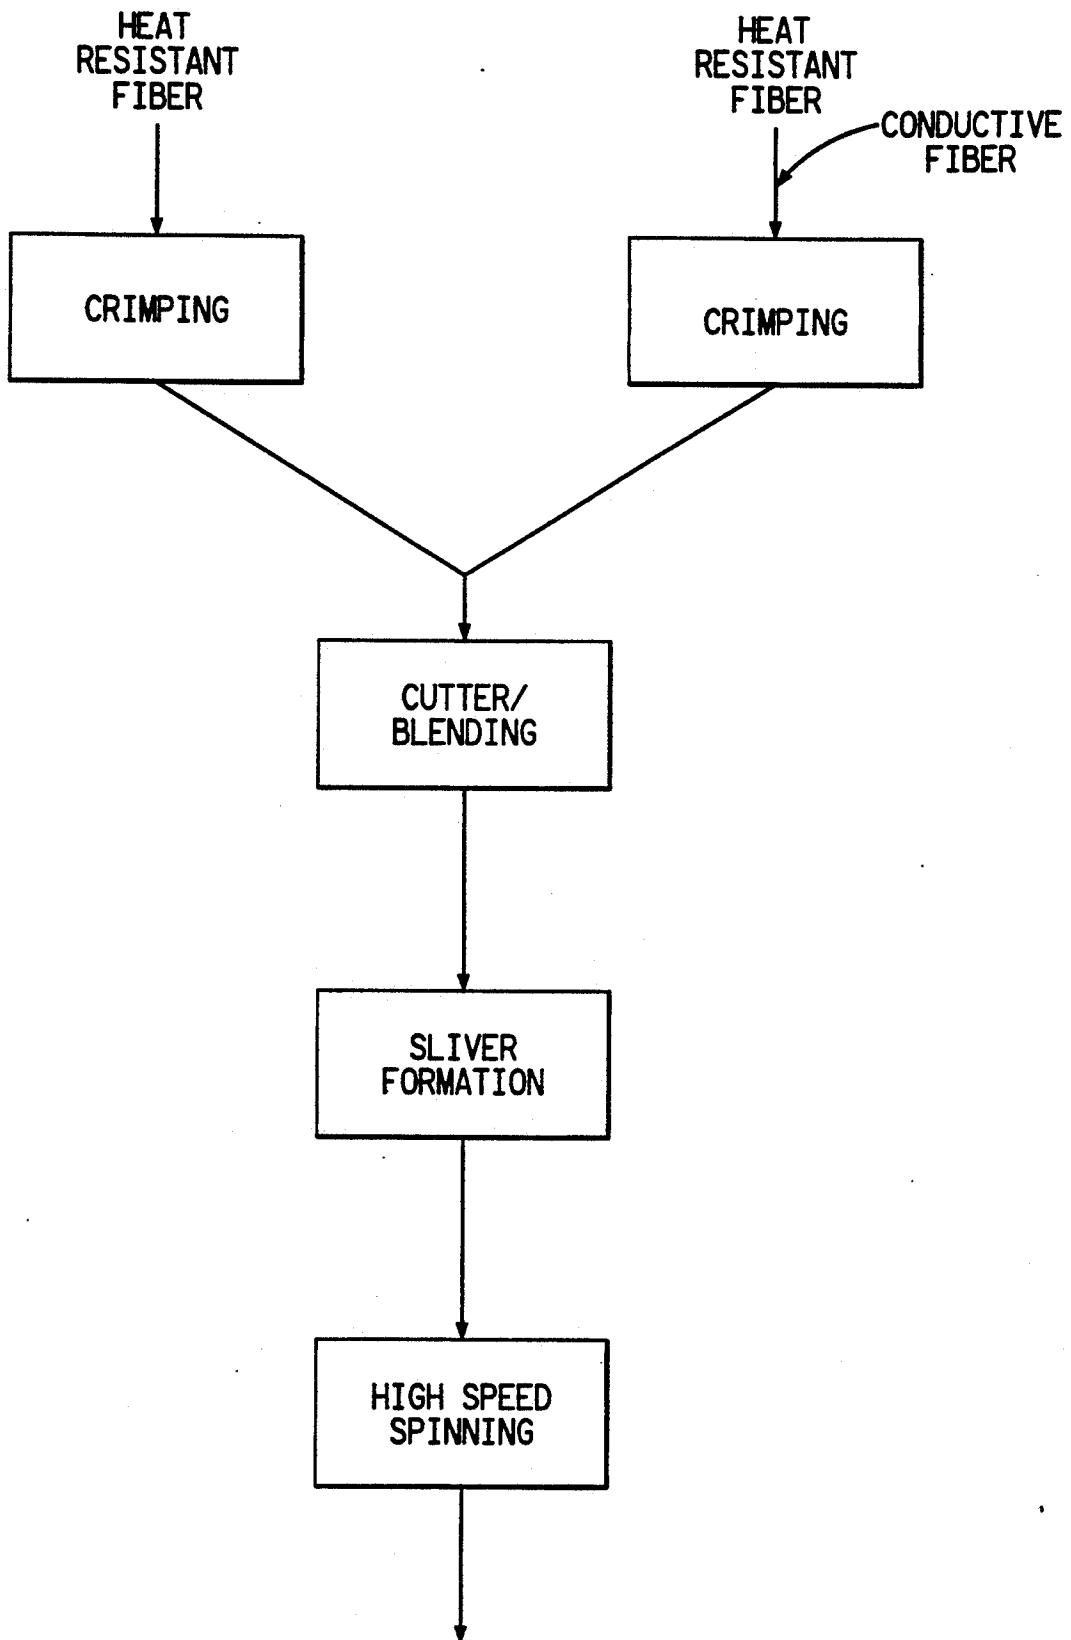 HEAT
RESISTANT
FIBER
HEAT
RESISTANT
FIBER
CONDUCTIVE
FIBER
CRIMPING
CRIMPING
CUTTER/
BLENDING
SLIVER
FORMATION
HIGH SPEED
SPINNING